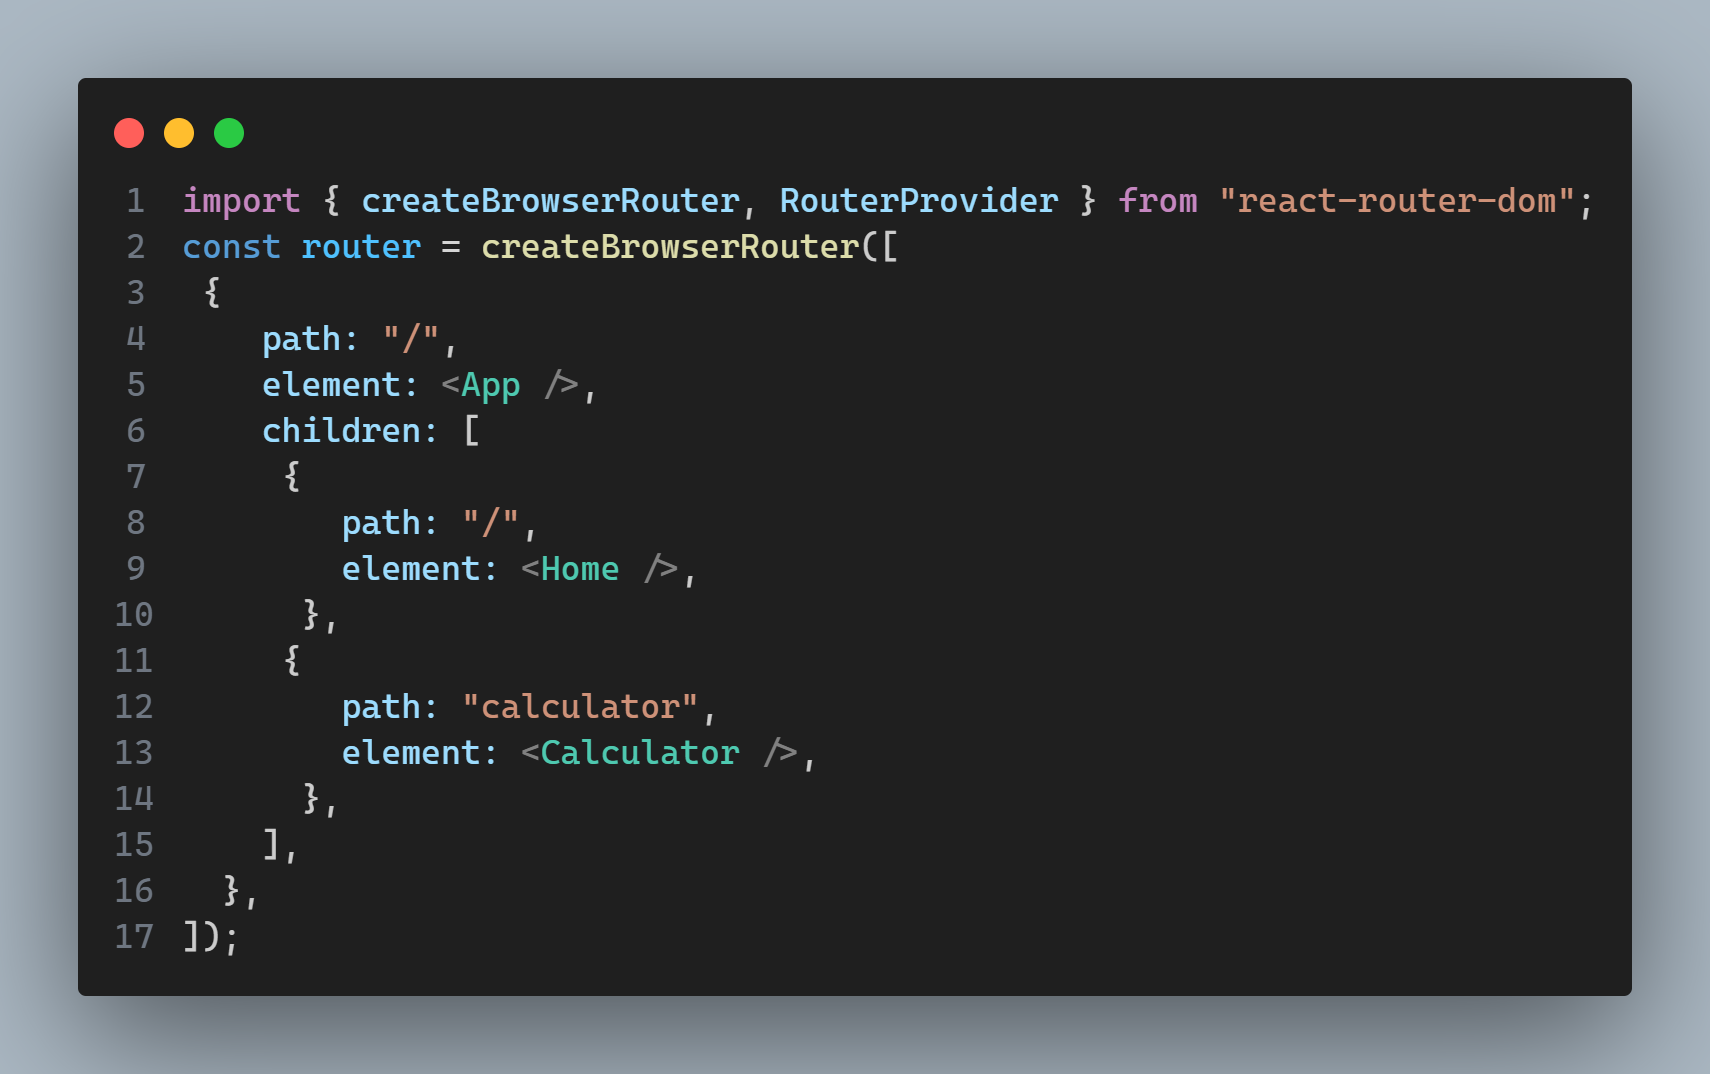 1 import { createBrowserRouter, RouterProvider } from "react-router-dom";
2 const router = createBrowserRouter([
3  {
4     path: "/",
5     element: <App />,
6     children: [
7      {
8         path: "/",
9         element: <Home />,
10       },
11      {
12         path: "calculator",
13         element: <Calculator />,
14       },
15     ],
16   },
17 ]);